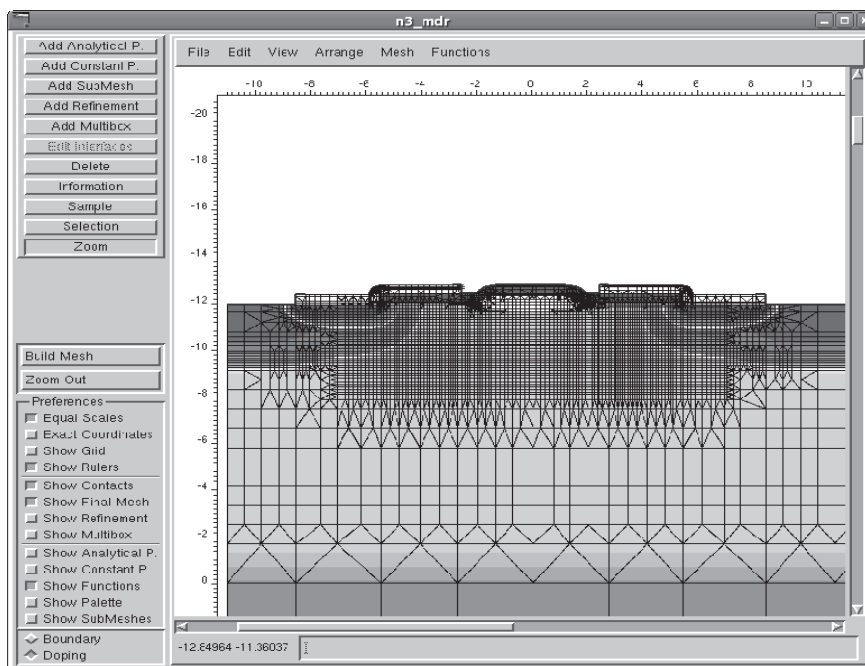 n3_mdr
Add Analytical P.
Add Constant P.
Add SubMesh
Add Refinement
Add Multibox
Edit Interfaces
Delete
Information
Sample
Selection
Zoom
Build Mesh
Zoom Out
Preferences
Equal Scales
Exact Coordinates
Show Grid
Show Rulers
Show Contacts
Show Final Mesh
Show Refinement
Show Multibox
Show Analytical P.
Show Constant P.
Show Functions
Show Palette
Show SubMeshes
Boundary
Doping
File Edit View Arrange Mesh Functions
-10 -8 -6 -4 -2 0 2 4 6 8 10
-20
-18
-16
-14
-12
-10
-8
-6
-4
-2
0
-12.84964 -11.36037